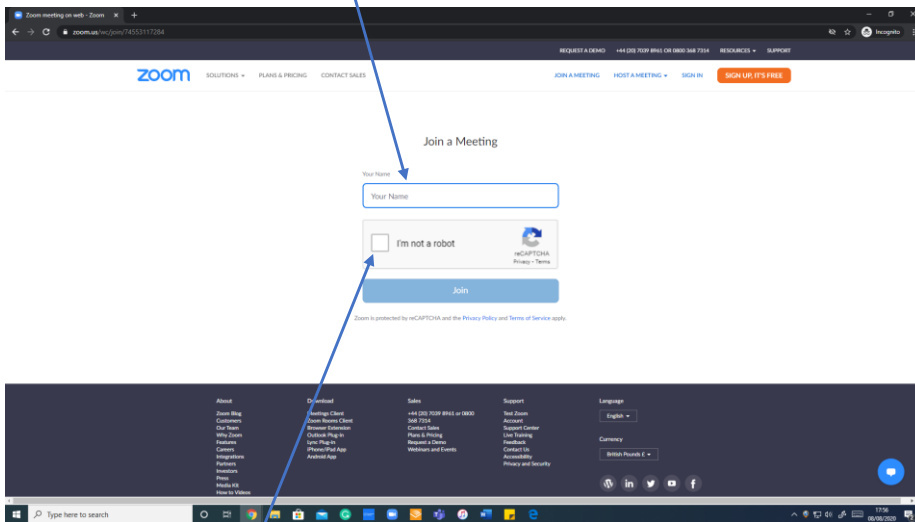 Zoom meeting on web - Zoom
zoom.us/wc/join/74553117284
Incognito
REQUEST A DEMO +44 (20) 7039 8961 OR 0800 368 7314 RESOURCES SUPPORT
zoom SOLUTIONS PLANS & PRICING CONTACT SALES JOIN A MEETING HOST A MEETING SIGN IN SIGN UP, IT'S FREE
Join a Meeting
Your Name
Your Name
I'm not a robot
reCAPTCHA
Privacy - Terms
Join
Zoom is protected by reCAPTCHA and the Privacy Policy and Terms of Service apply.
About
Zoom Blog
Customers
Our Team
Why Zoom
Features
Careers
Integrations
Partners
Investors
Press
Media Kit
How to Videos
Download
Meetings Client
Zoom Rooms Client
Browser Extension
Outlook Plug-in
Lync Plug-in
iPhone/iPad App
Android App
Sales
+44 (20) 7039 8961 or 0800
368 7314
Contact Sales
Plans & Pricing
Request a Demo
Webinars and Events
Support
Test Zoom
Account
Support Center
Live Training
Feedback
Contact Us
Accessibility
Privacy and Security
Language
English
Currency
British Pounds £
Type here to search
17:56
08/08/2020